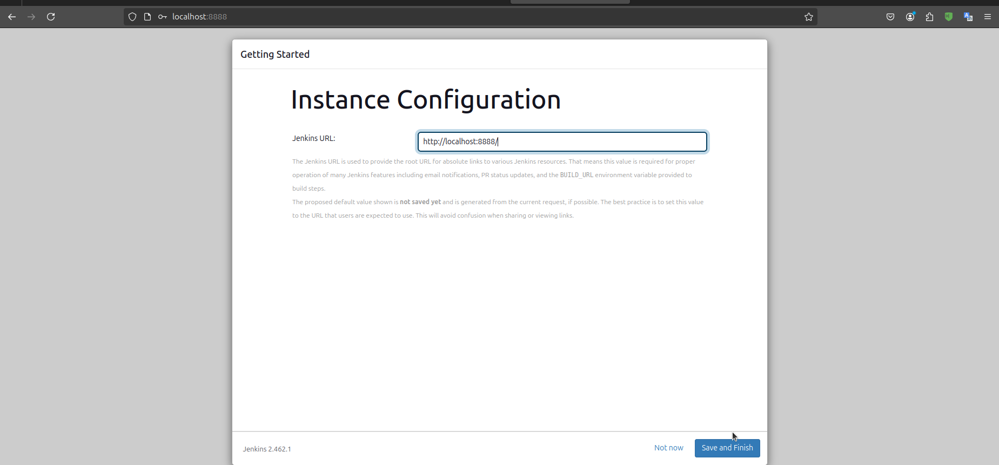 localhost:8888
Getting Started
Instance Configuration
Jenkins URL:
http://localhost:8888/
The Jenkins URL is used to provide the root URL for absolute links to various Jenkins resources. That means this value is required for proper
operation of many Jenkins features including email notifications, PR status updates, and the BUILD_URL environment variable provided to
build steps.
The proposed default value shown is not saved yet and is generated from the current request, if possible. The best practice is to set this value
to the URL that users are expected to use. This will avoid confusion when sharing or viewing links.
Jenkins 2.462.1
Not now
Save and Finish